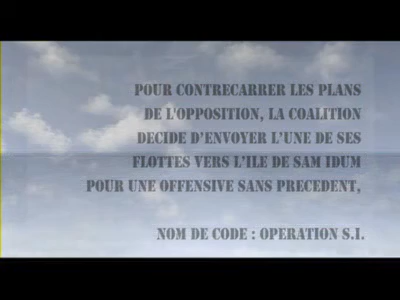 POUR CONTRECARRER LES PLANS
DE L'OPPOSITION, LA COALITION
DECIDE D'ENVOYER L'UNE DE SES
FLOTTES VERS L'ILE DE SAM IDUM
POUR UNE OFFENSIVE SANS PRECEDENT,
NOM DE CODE : OPERATION S.I.